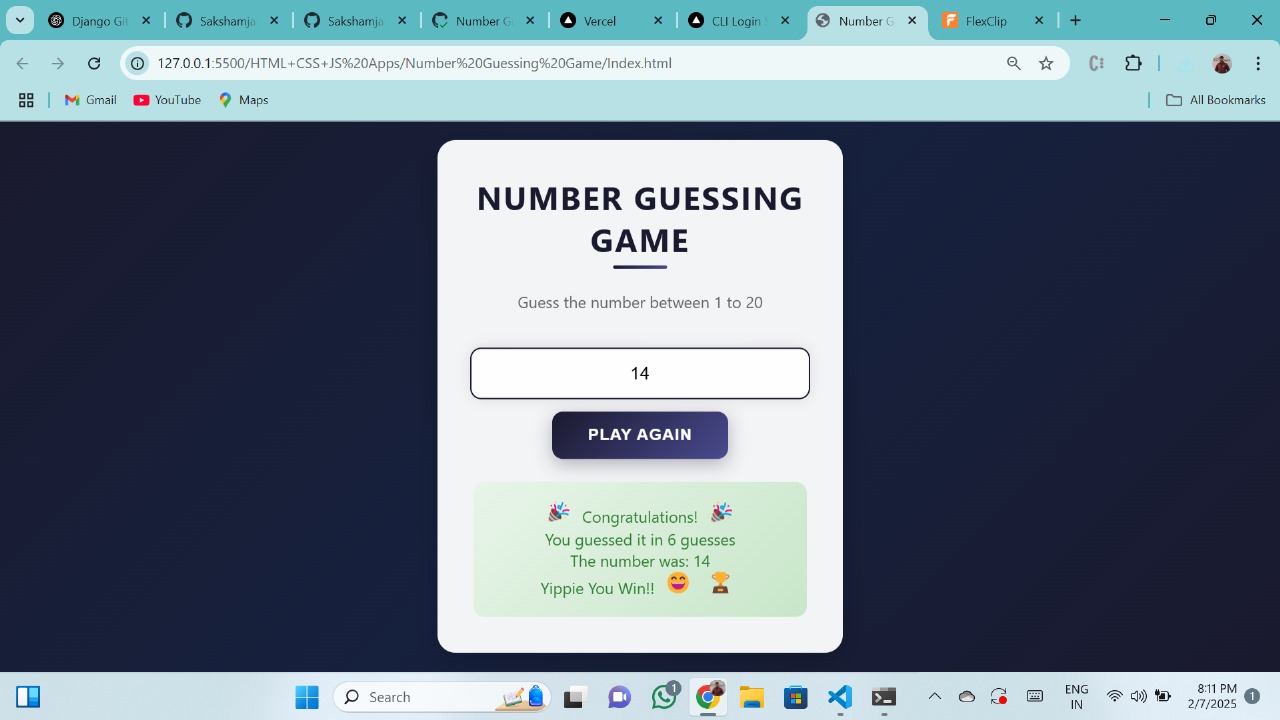 Django Git
Sakshamja
Sakshamja
Number Gu
Vercel
CLI Login
Number G
FlexClip
127.0.0.1:5500/HTML+CSS+JS%20Apps/Number%20Guessing%20Game/Index.html
Gmail
YouTube
Maps
All Bookmarks
NUMBER GUESSING
GAME
Guess the number between 1 to 20
14
PLAY AGAIN
🎉 Congratulations! 🎉
You guessed it in 6 guesses
The number was: 14
Yippie You Win!! 😄 🏆
Search
1
ENG
IN
8:11 PM
2/7/2025
1